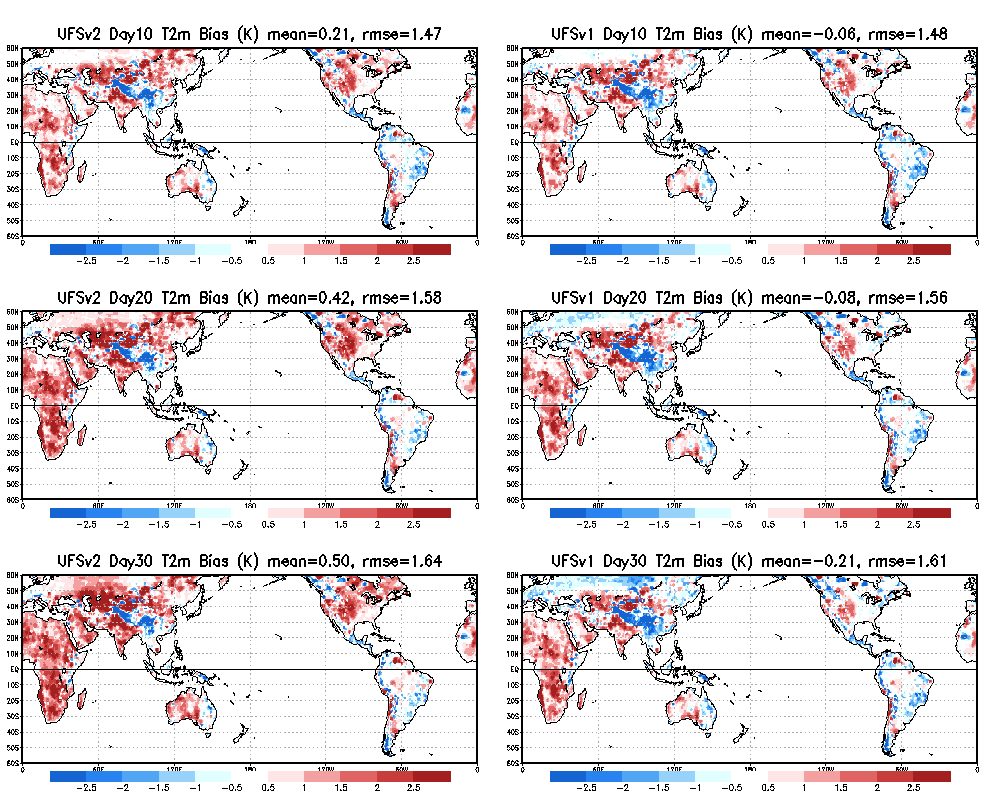 UFSv2 Day10 T2m Bias (K) mean=0.21, rmse=1.47
60N
50N
40N
30N
20N
10N
EQ
10S
20S
30S
40S
50S
60S
0 60E 120E 180 120W 60W 0
-2.5 -2 -1.5 -1 -0.5 0.5 1 1.5 2 2.5
UFSv1 Day10 T2m Bias (K) mean=-0.06, rmse=1.48
60N
50N
40N
30N
20N
10N
EQ
10S
20S
30S
40S
50S
60S
0 60E 120E 180 120W 60W 0
-2.5 -2 -1.5 -1 -0.5 0.5 1 1.5 2 2.5
UFSv2 Day20 T2m Bias (K) mean=0.42, rmse=1.58
60N
50N
40N
30N
20N
10N
EQ
10S
20S
30S
40S
50S
60S
0 60E 120E 180 120W 60W 0
-2.5 -2 -1.5 -1 -0.5 0.5 1 1.5 2 2.5
UFSv1 Day20 T2m Bias (K) mean=-0.08, rmse=1.56
60N
50N
40N
30N
20N
10N
EQ
10S
20S
30S
40S
50S
60S
0 60E 120E 180 120W 60W 0
-2.5 -2 -1.5 -1 -0.5 0.5 1 1.5 2 2.5
UFSv2 Day30 T2m Bias (K) mean=0.50, rmse=1.64
60N
50N
40N
30N
20N
10N
EQ
10S
20S
30S
40S
50S
60S
0 60E 120E 180 120W 60W 0
-2.5 -2 -1.5 -1 -0.5 0.5 1 1.5 2 2.5
UFSv1 Day30 T2m Bias (K) mean=-0.21, rmse=1.61
60N
50N
40N
30N
20N
10N
EQ
10S
20S
30S
40S
50S
60S
0 60E 120E 180 120W 60W 0
-2.5 -2 -1.5 -1 -0.5 0.5 1 1.5 2 2.5